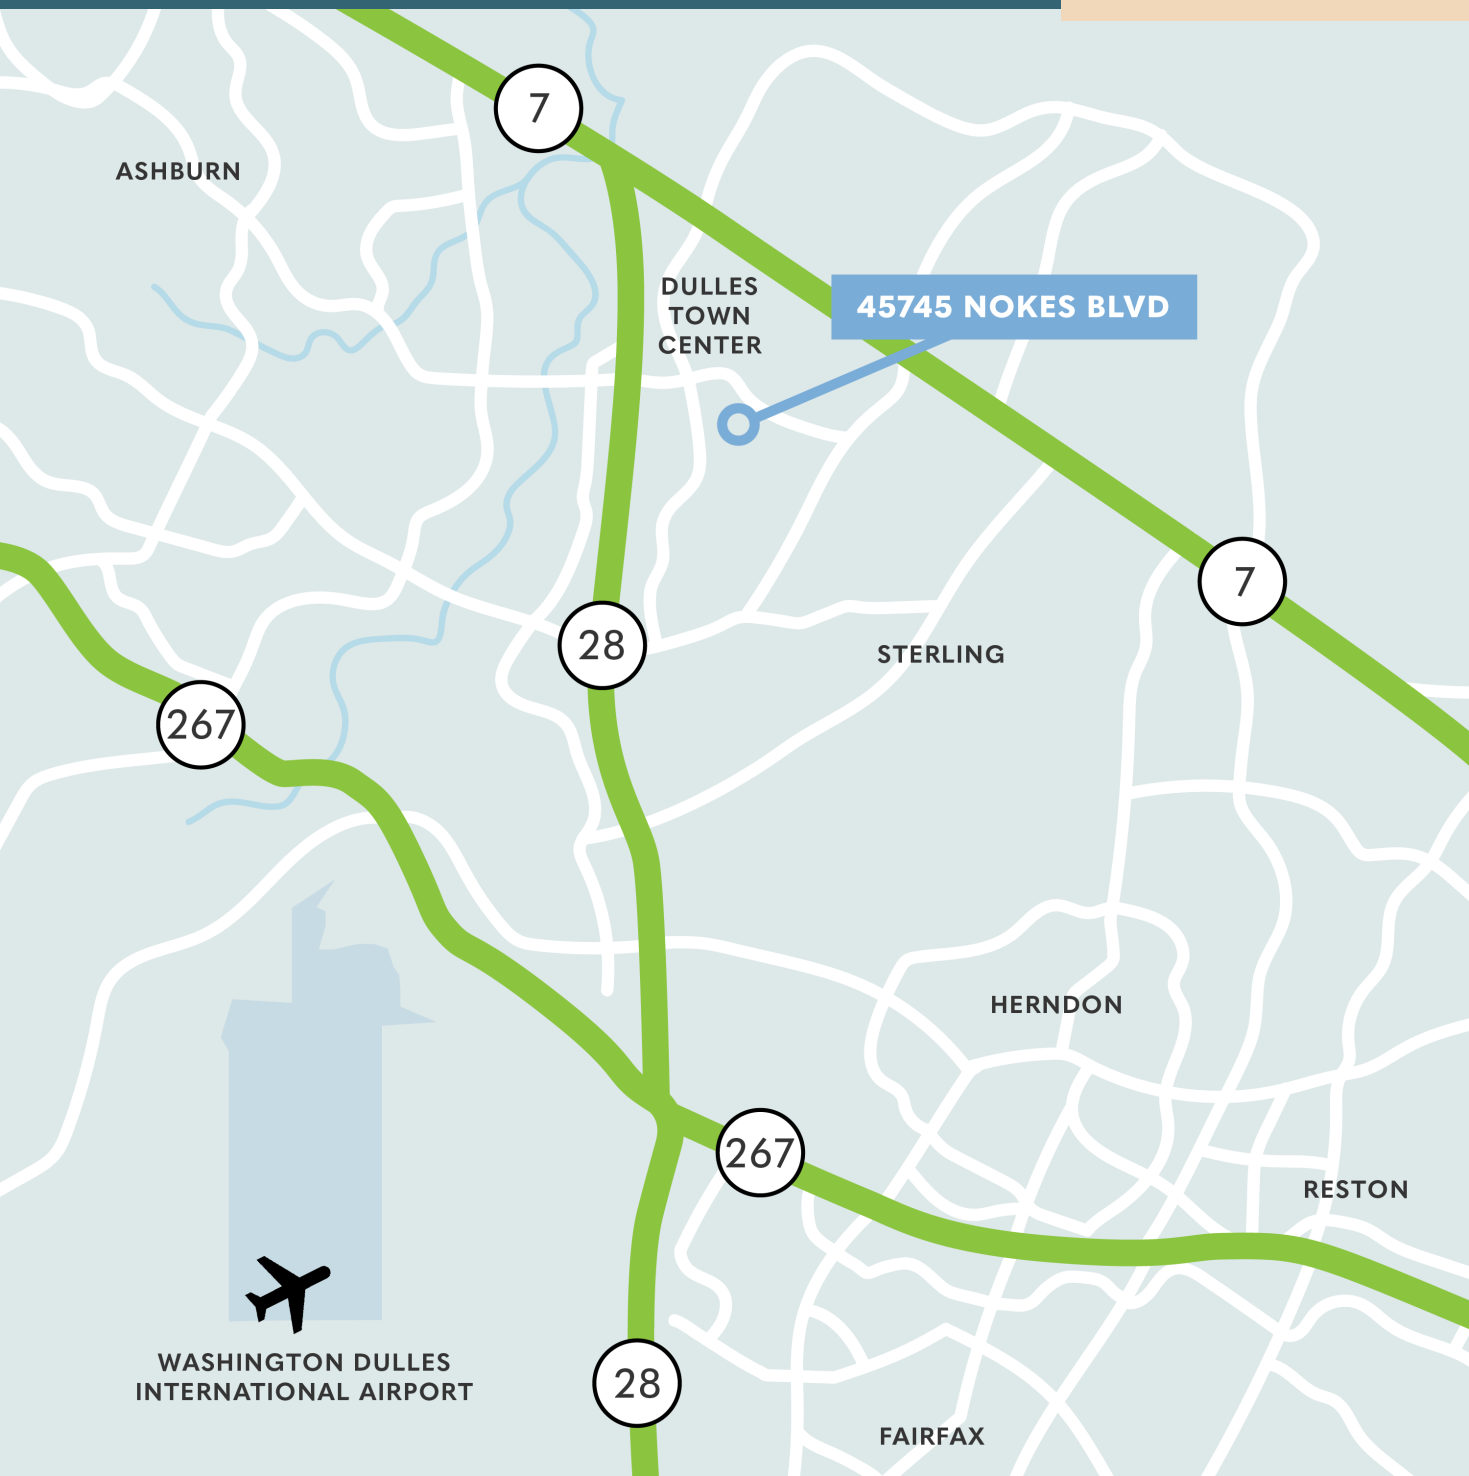 7
ASHBURN
DULLES
TOWN
CENTER
45745 NOKES BLVD
7
28
STERLING
267
HERNDON
267
RESTON
WASHINGTON DULLES
INTERNATIONAL AIRPORT
28
FAIRFAX